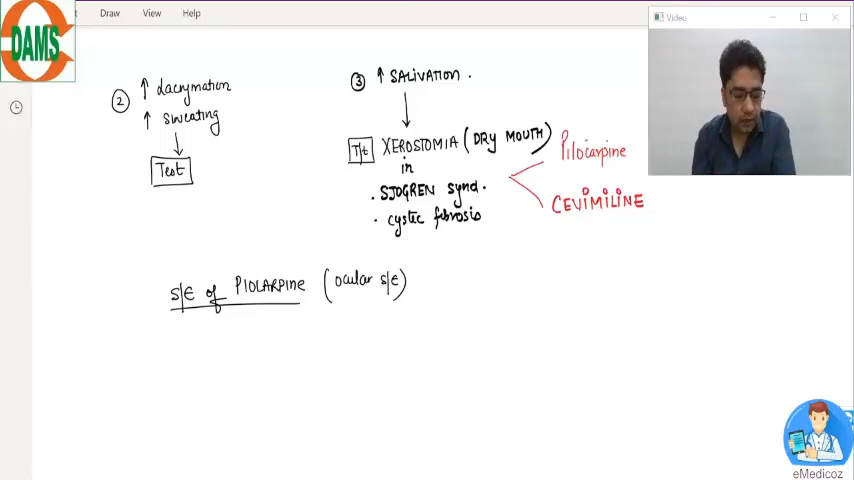 DAMS
Draw View Help
Video
② ↑ Lacrymation
↑ sweating
Test
③ ↑ SALIVATION.
T/t XEROSTOMIA (DRY MOUTH)
in
. SJOGREN synd.
. cystic fibrosis
Pilocarpine
CEVIMILINE
S/E of PIOLARPINE (ocular s/E)
eMedicoz